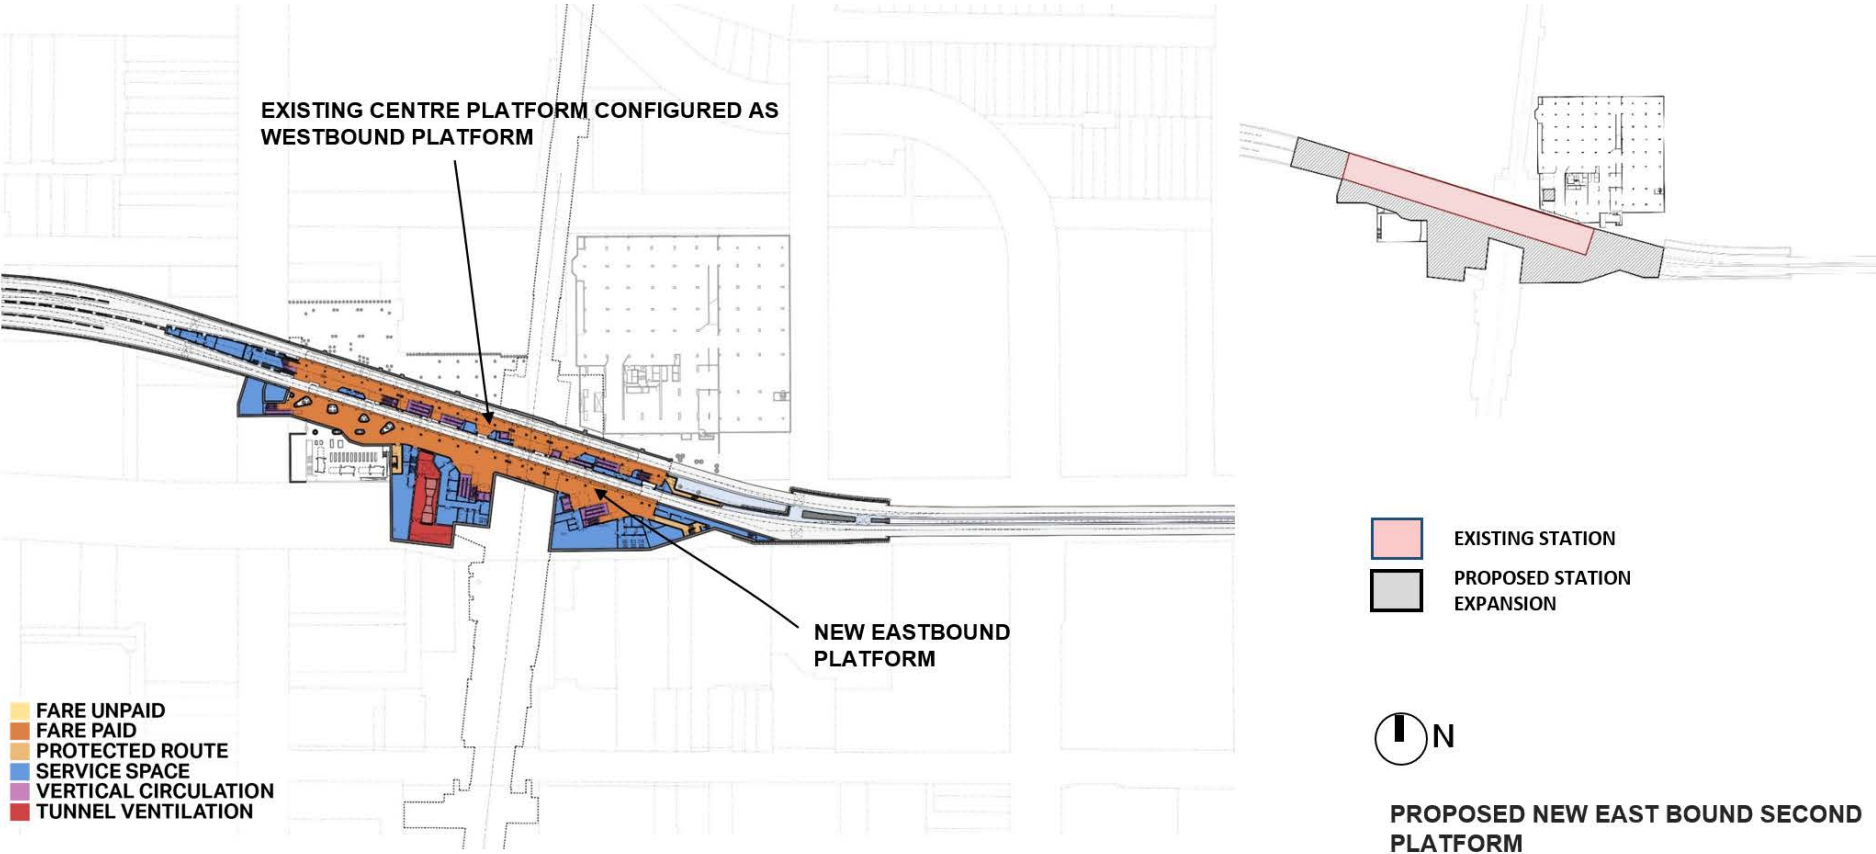 EXISTING CENTRE PLATFORM CONFIGURED AS
WESTBOUND PLATFORM
NEW EASTBOUND
PLATFORM
FARE UNPAID
FARE PAID
PROTECTED ROUTE
SERVICE SPACE
VERTICAL CIRCULATION
TUNNEL VENTILATION
EXISTING STATION
PROPOSED STATION
EXPANSION
N
PROPOSED NEW EAST BOUND SECOND
PLATFORM